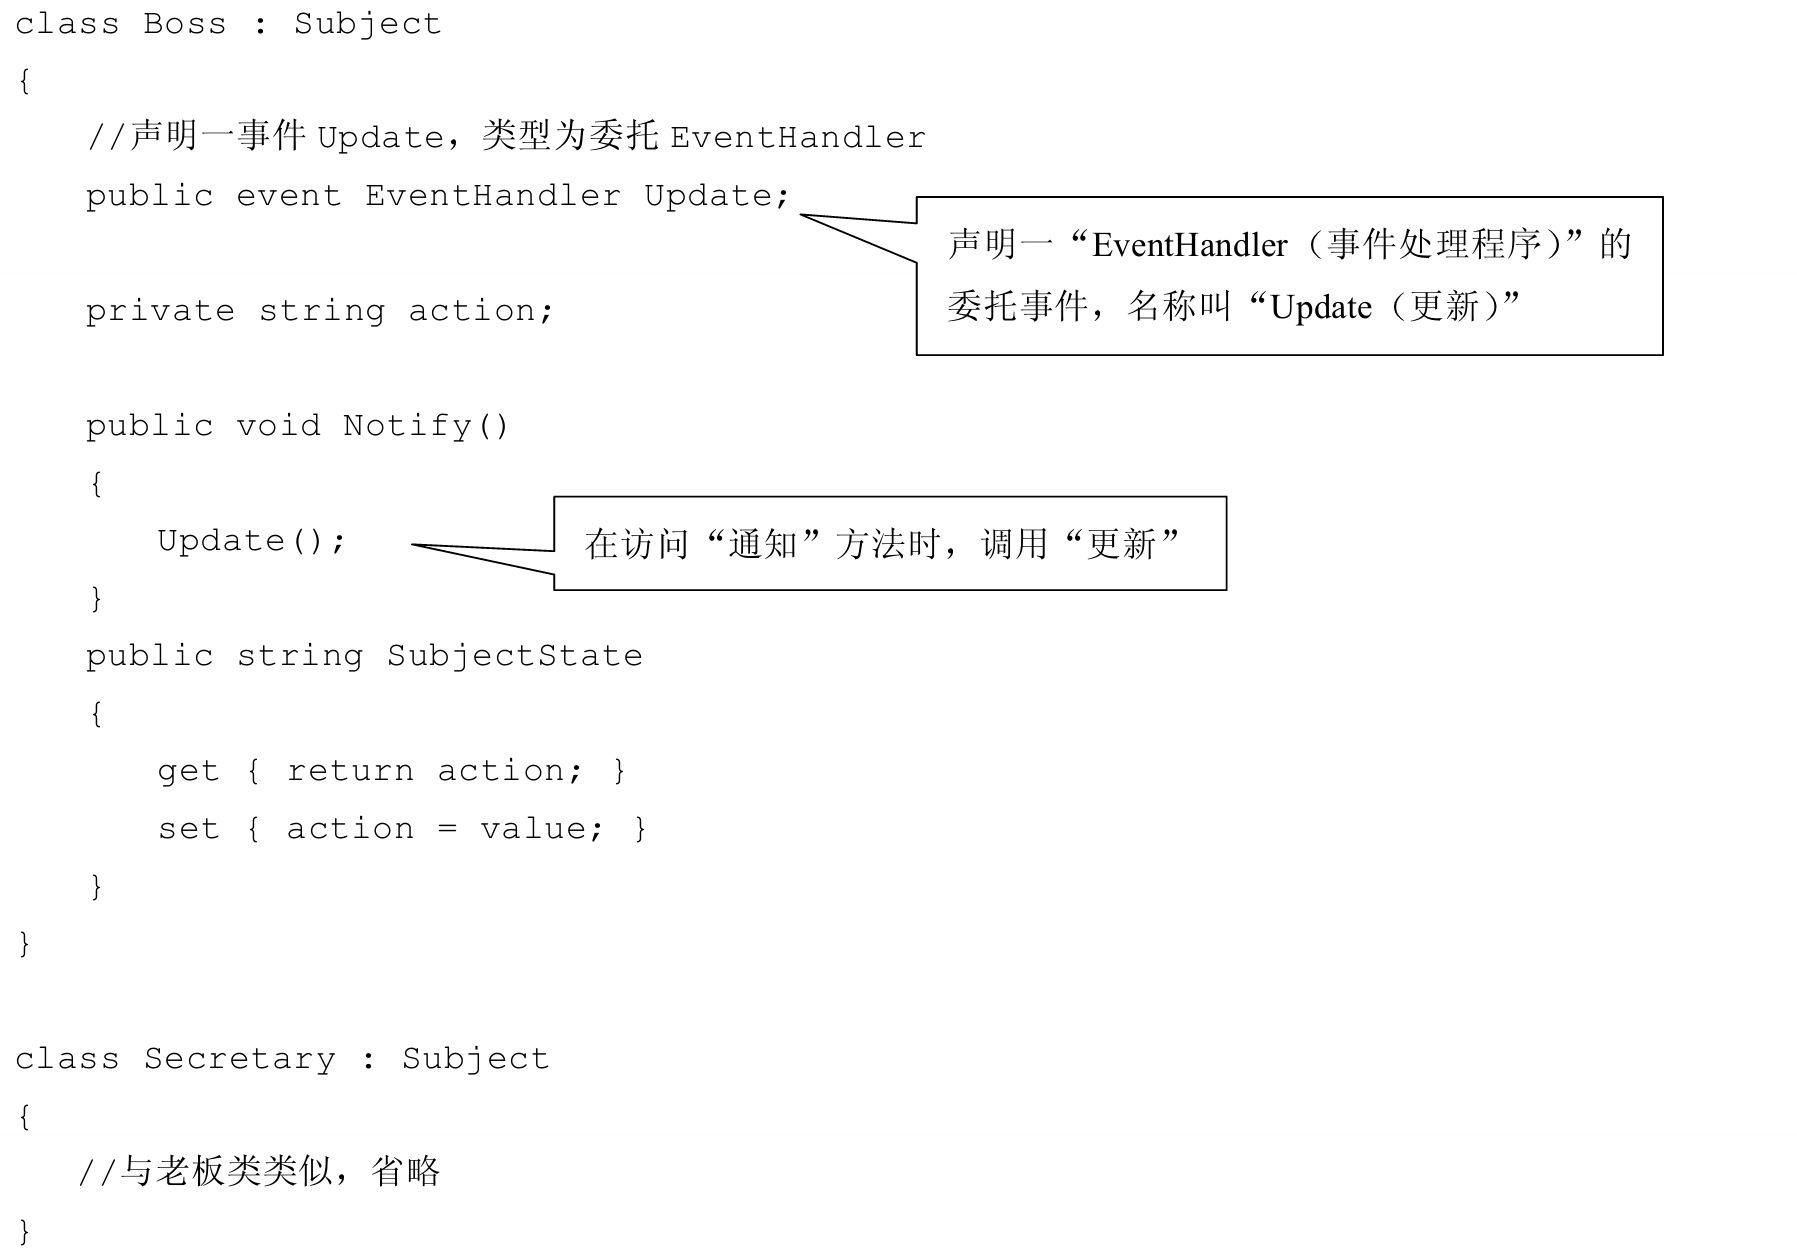 class Boss : Subject
{
//声明一事件 Update，类型为委托 EventHandler
public event EventHandler Update;
声明一“EventHandler（事件处理程序）”的
委托事件，名称叫“Update（更新）”
private string action;
public void Notify()
{
Update();
在访问“通知”方法时，调用“更新”
}
public string SubjectState
{
get { return action; }
set { action = value; }
}
}
class Secretary : Subject
{
//与老板类类似，省略
}